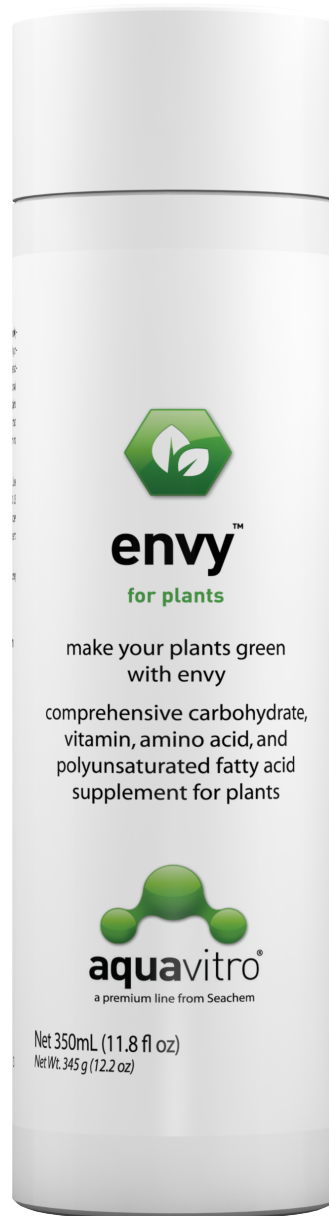 envy™
for plants
make your plants green
with envy
comprehensive carbohydrate,
vitamin, amino acid, and
polyunsaturated fatty acid
supplement for plants
aquavitro®
a premium line from Seachem
Net 350mL (11.8 fl oz)
Net Wt. 345 g (12.2 oz)